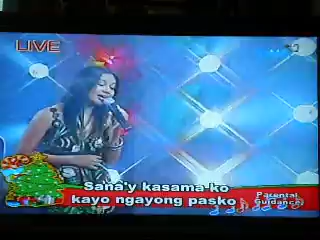 LIVE
Sana'y kasama ko
kayo ngayong pasko
Parental
Guidance